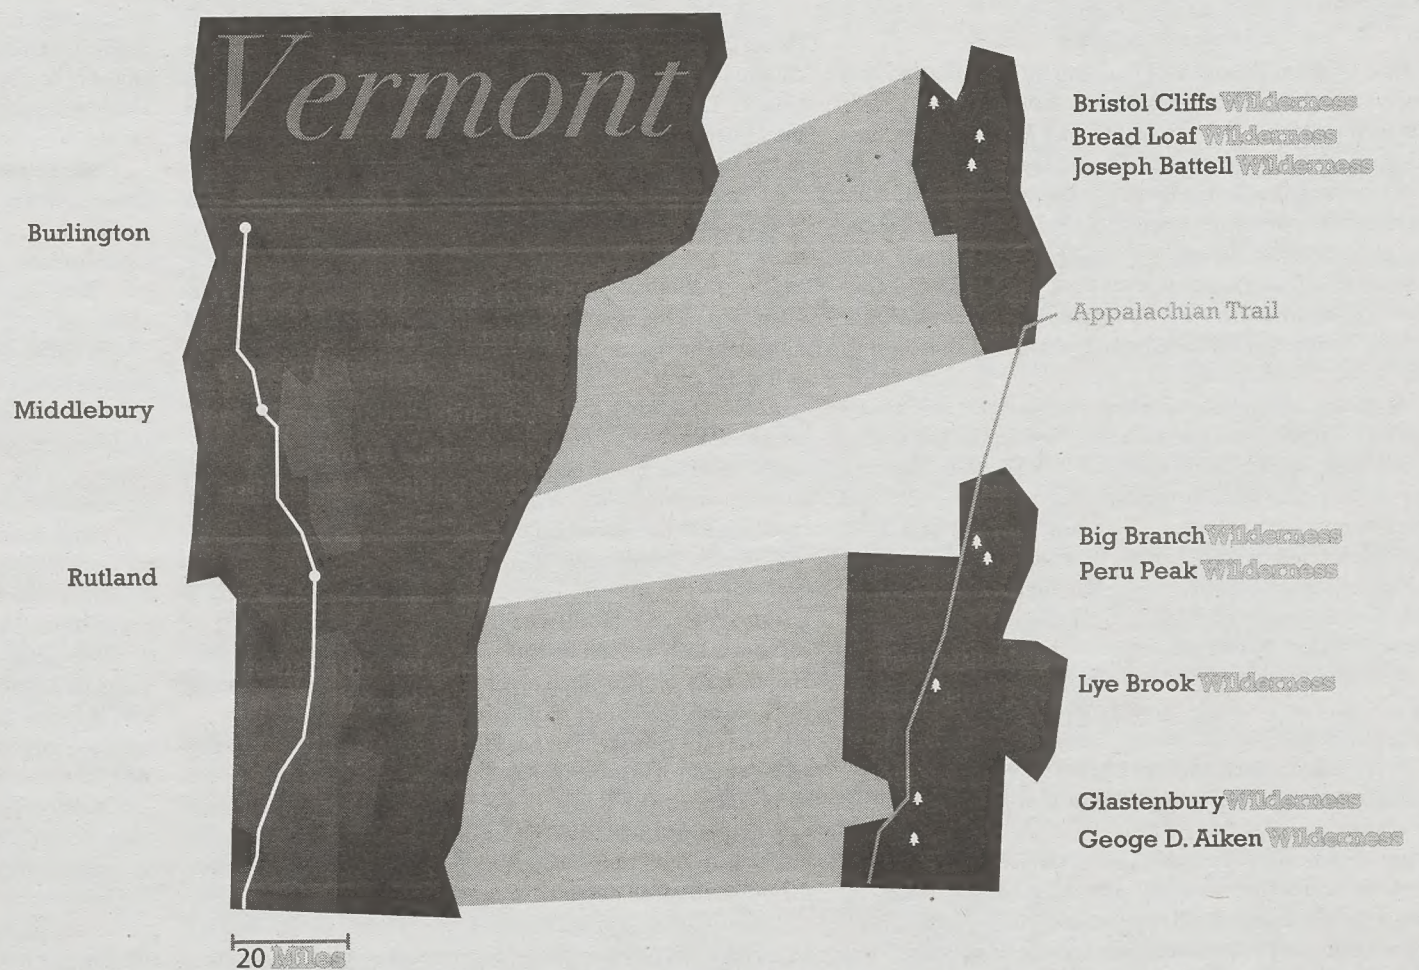 Vermont
Bristol Cliffs Wilderness
Bread Loaf Wilderness
Joseph Battell Wilderness
Burlington
Appalachian Trail
Middlebury
Big Branch Wilderness
Peru Peak Wilderness
Rutland
Lye Brook Wilderness
Glastenbury Wilderness
Geoge D. Aiken Wilderness
20 Miles